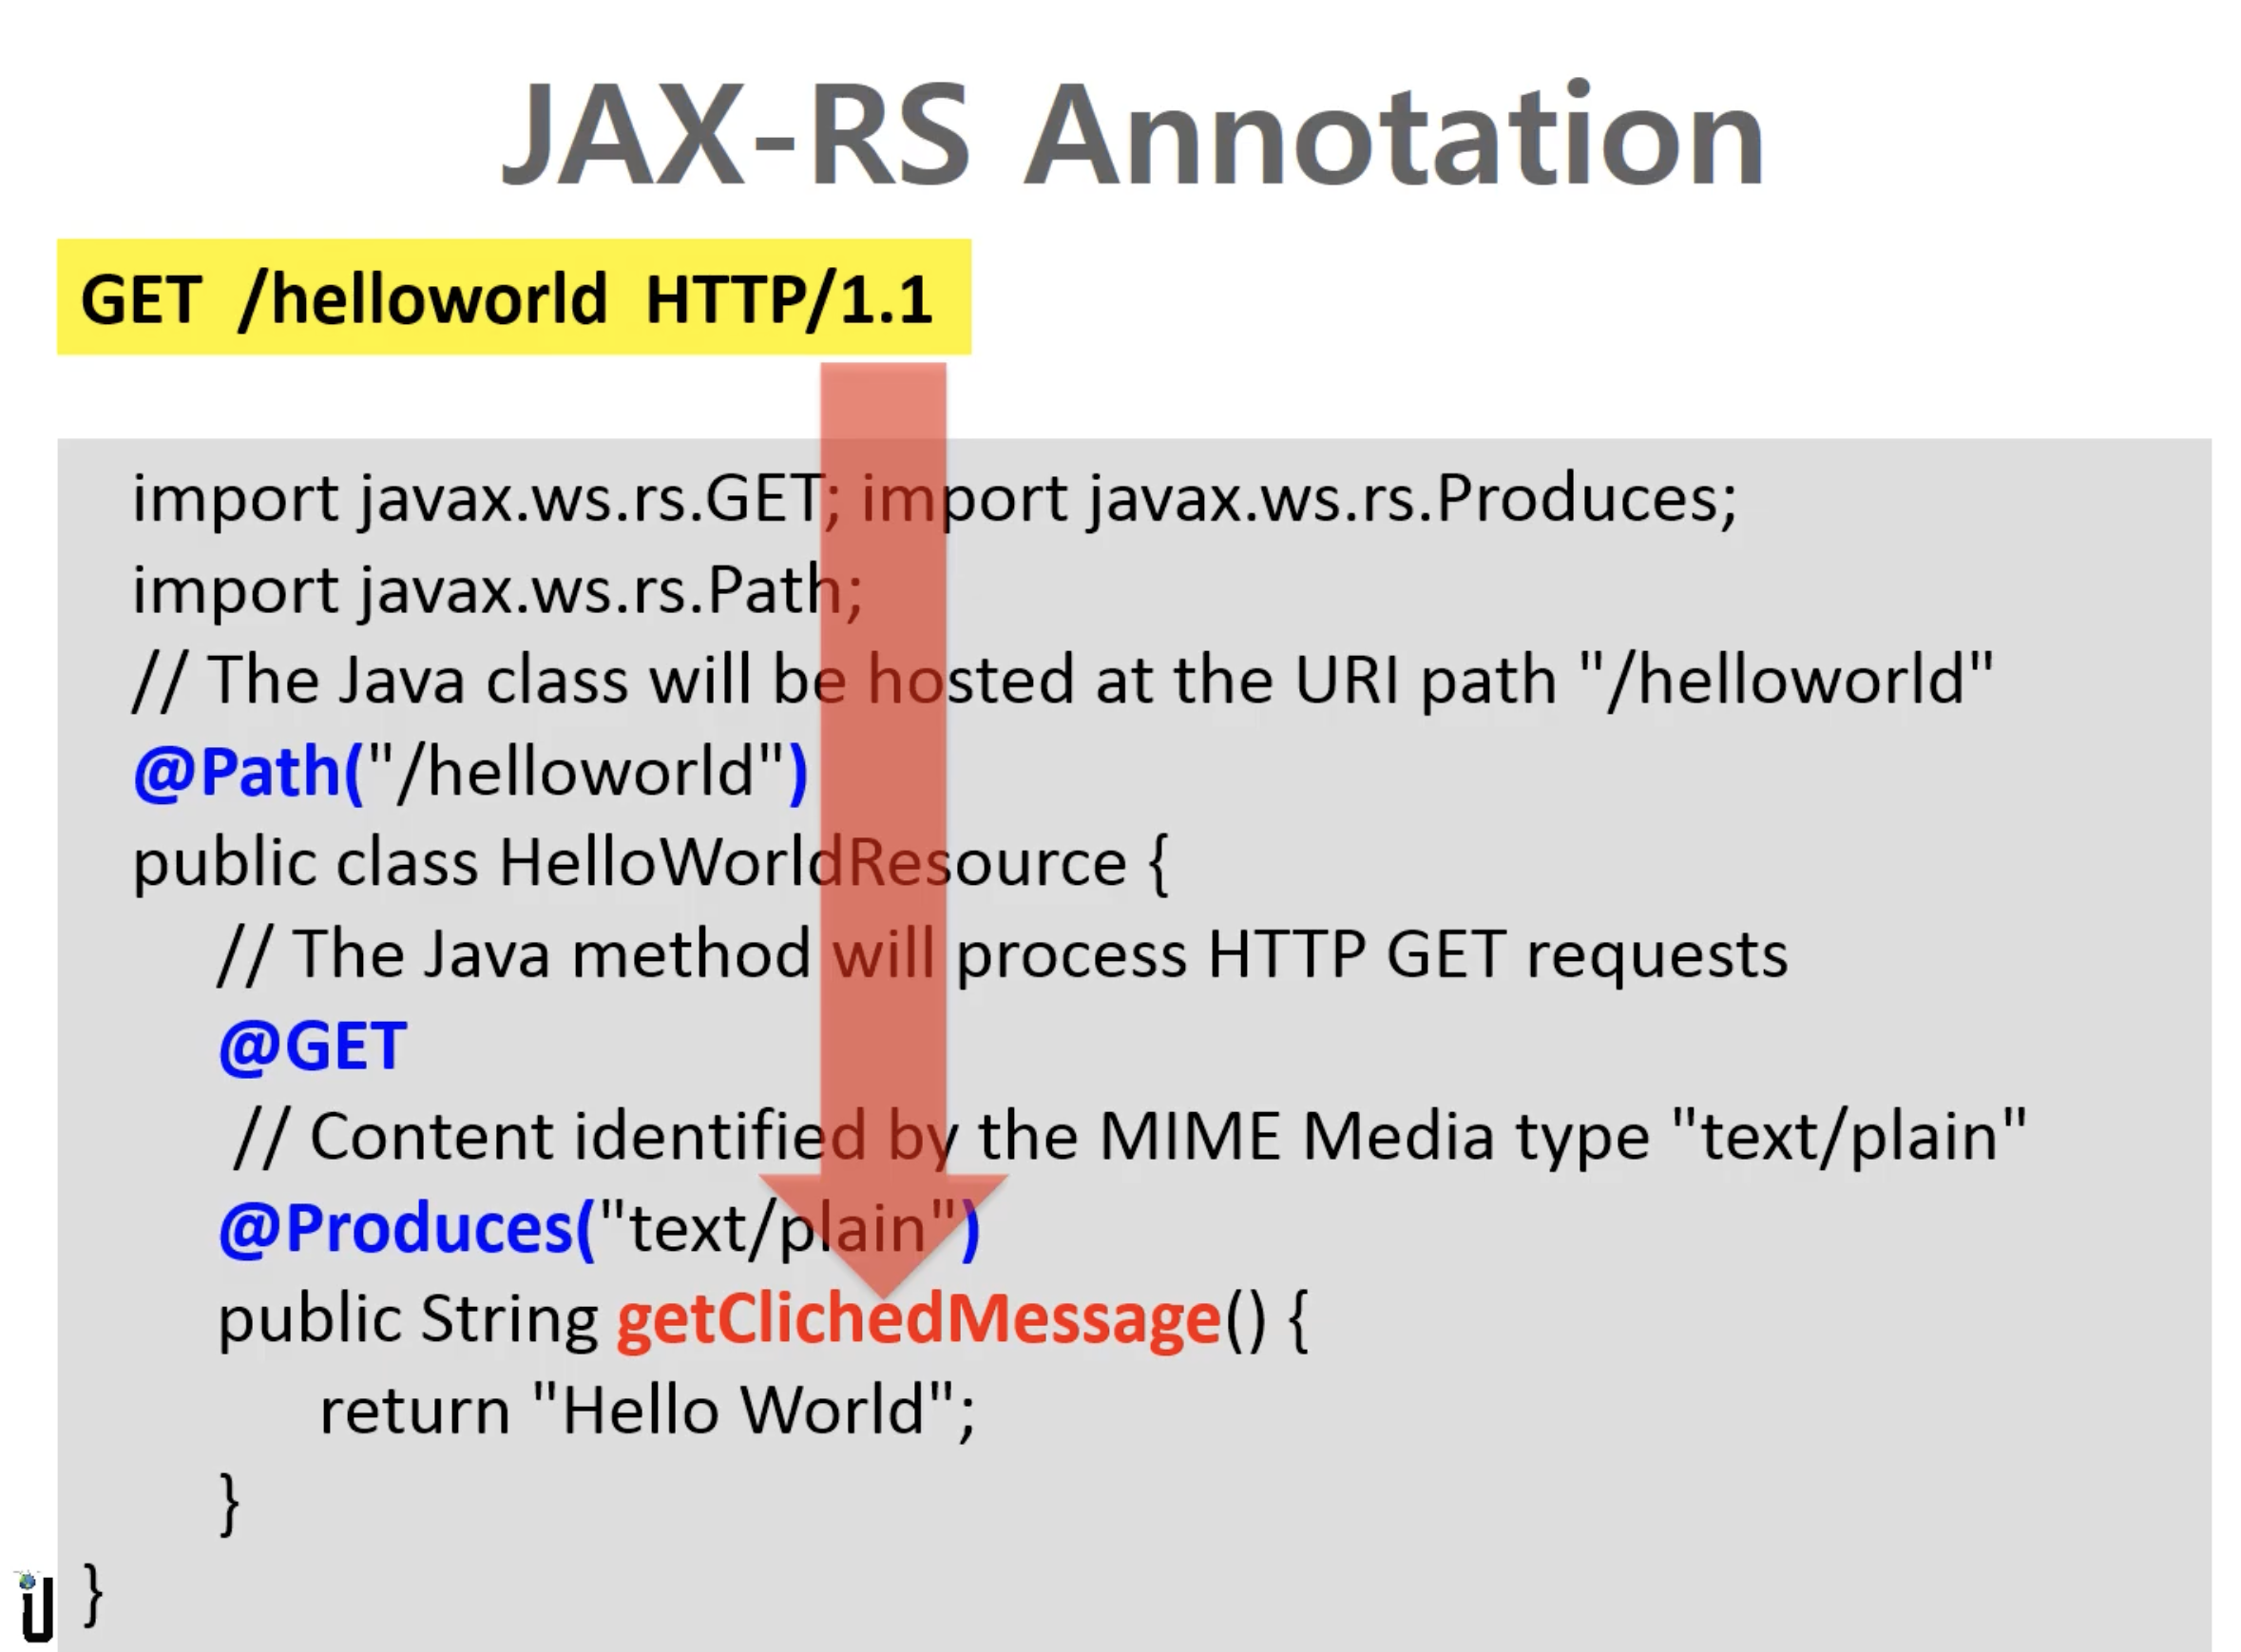 JAX-RS Annotation
GET /helloworld HTTP/1.1
import javax.ws.rs.GET; import javax.ws.rs.Produces;
import javax.ws.rs.Path;
// The Java class will be hosted at the URI path "/helloworld"
@Path("/helloworld")
public class HelloWorldResource {
// The Java method will process HTTP GET requests
@GET
// Content identified by the MIME Media type "text/plain"
@Produces("text/plain")
public String getClichedMessage() {
return "Hello World";
}
}